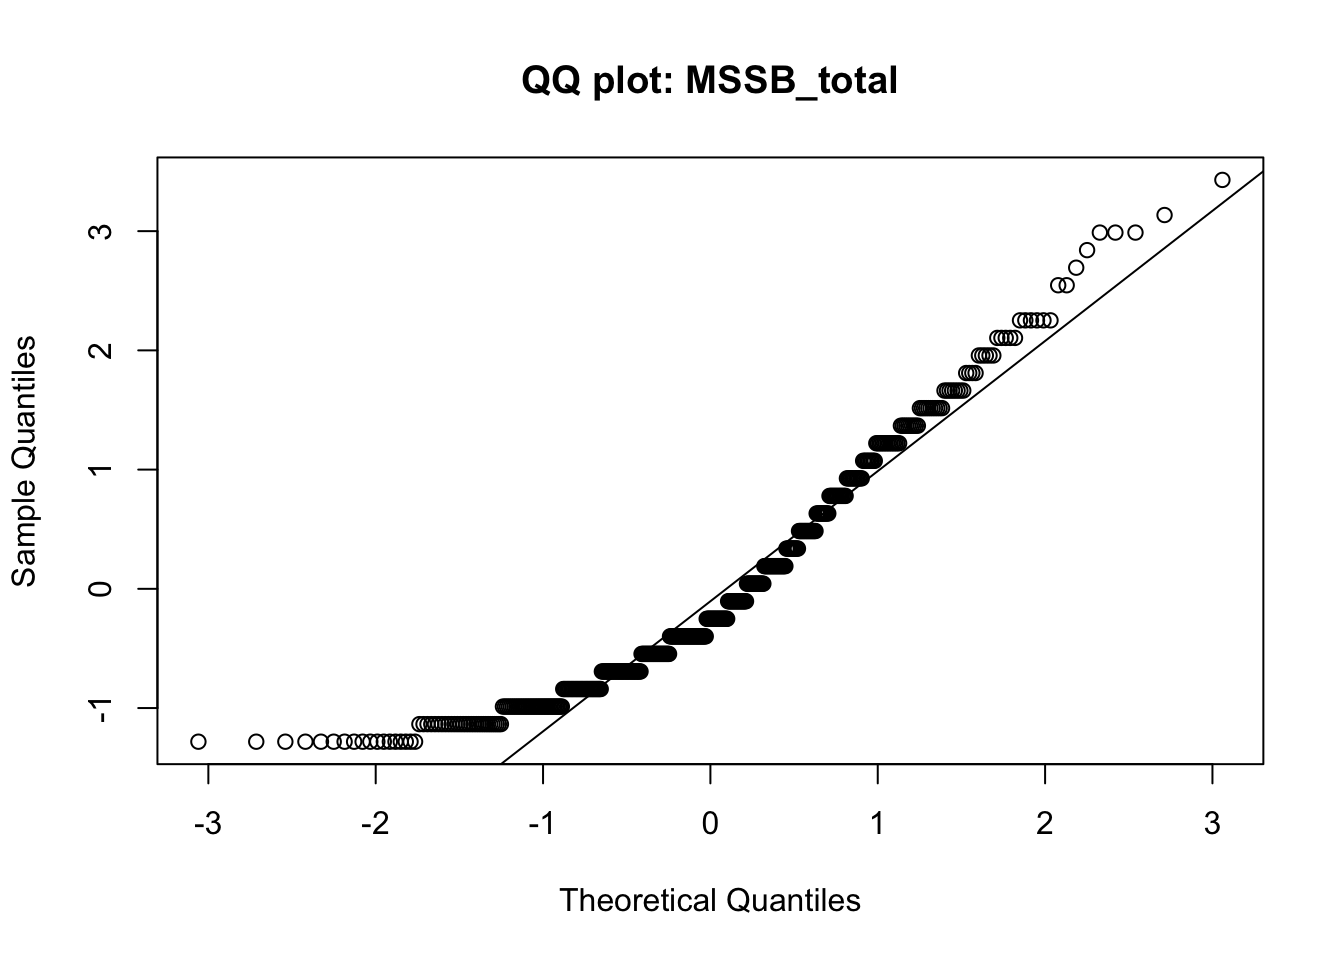 QQ plot: MSSB_total
Sample Quantiles
3
2
1
0
-1
-3 -2 -1 0 1 2 3
Theoretical Quantiles